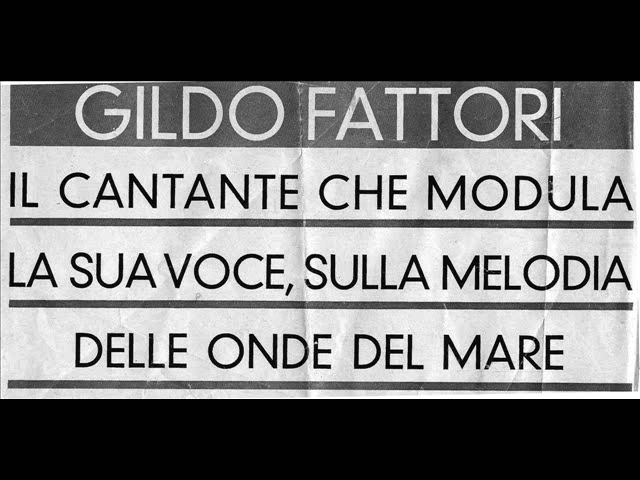 GILDO FATTORI
IL CANTANTE CHE MODULA
LA SUA VOCE, SULLA MELODIA
DELLE ONDE DEL MARE